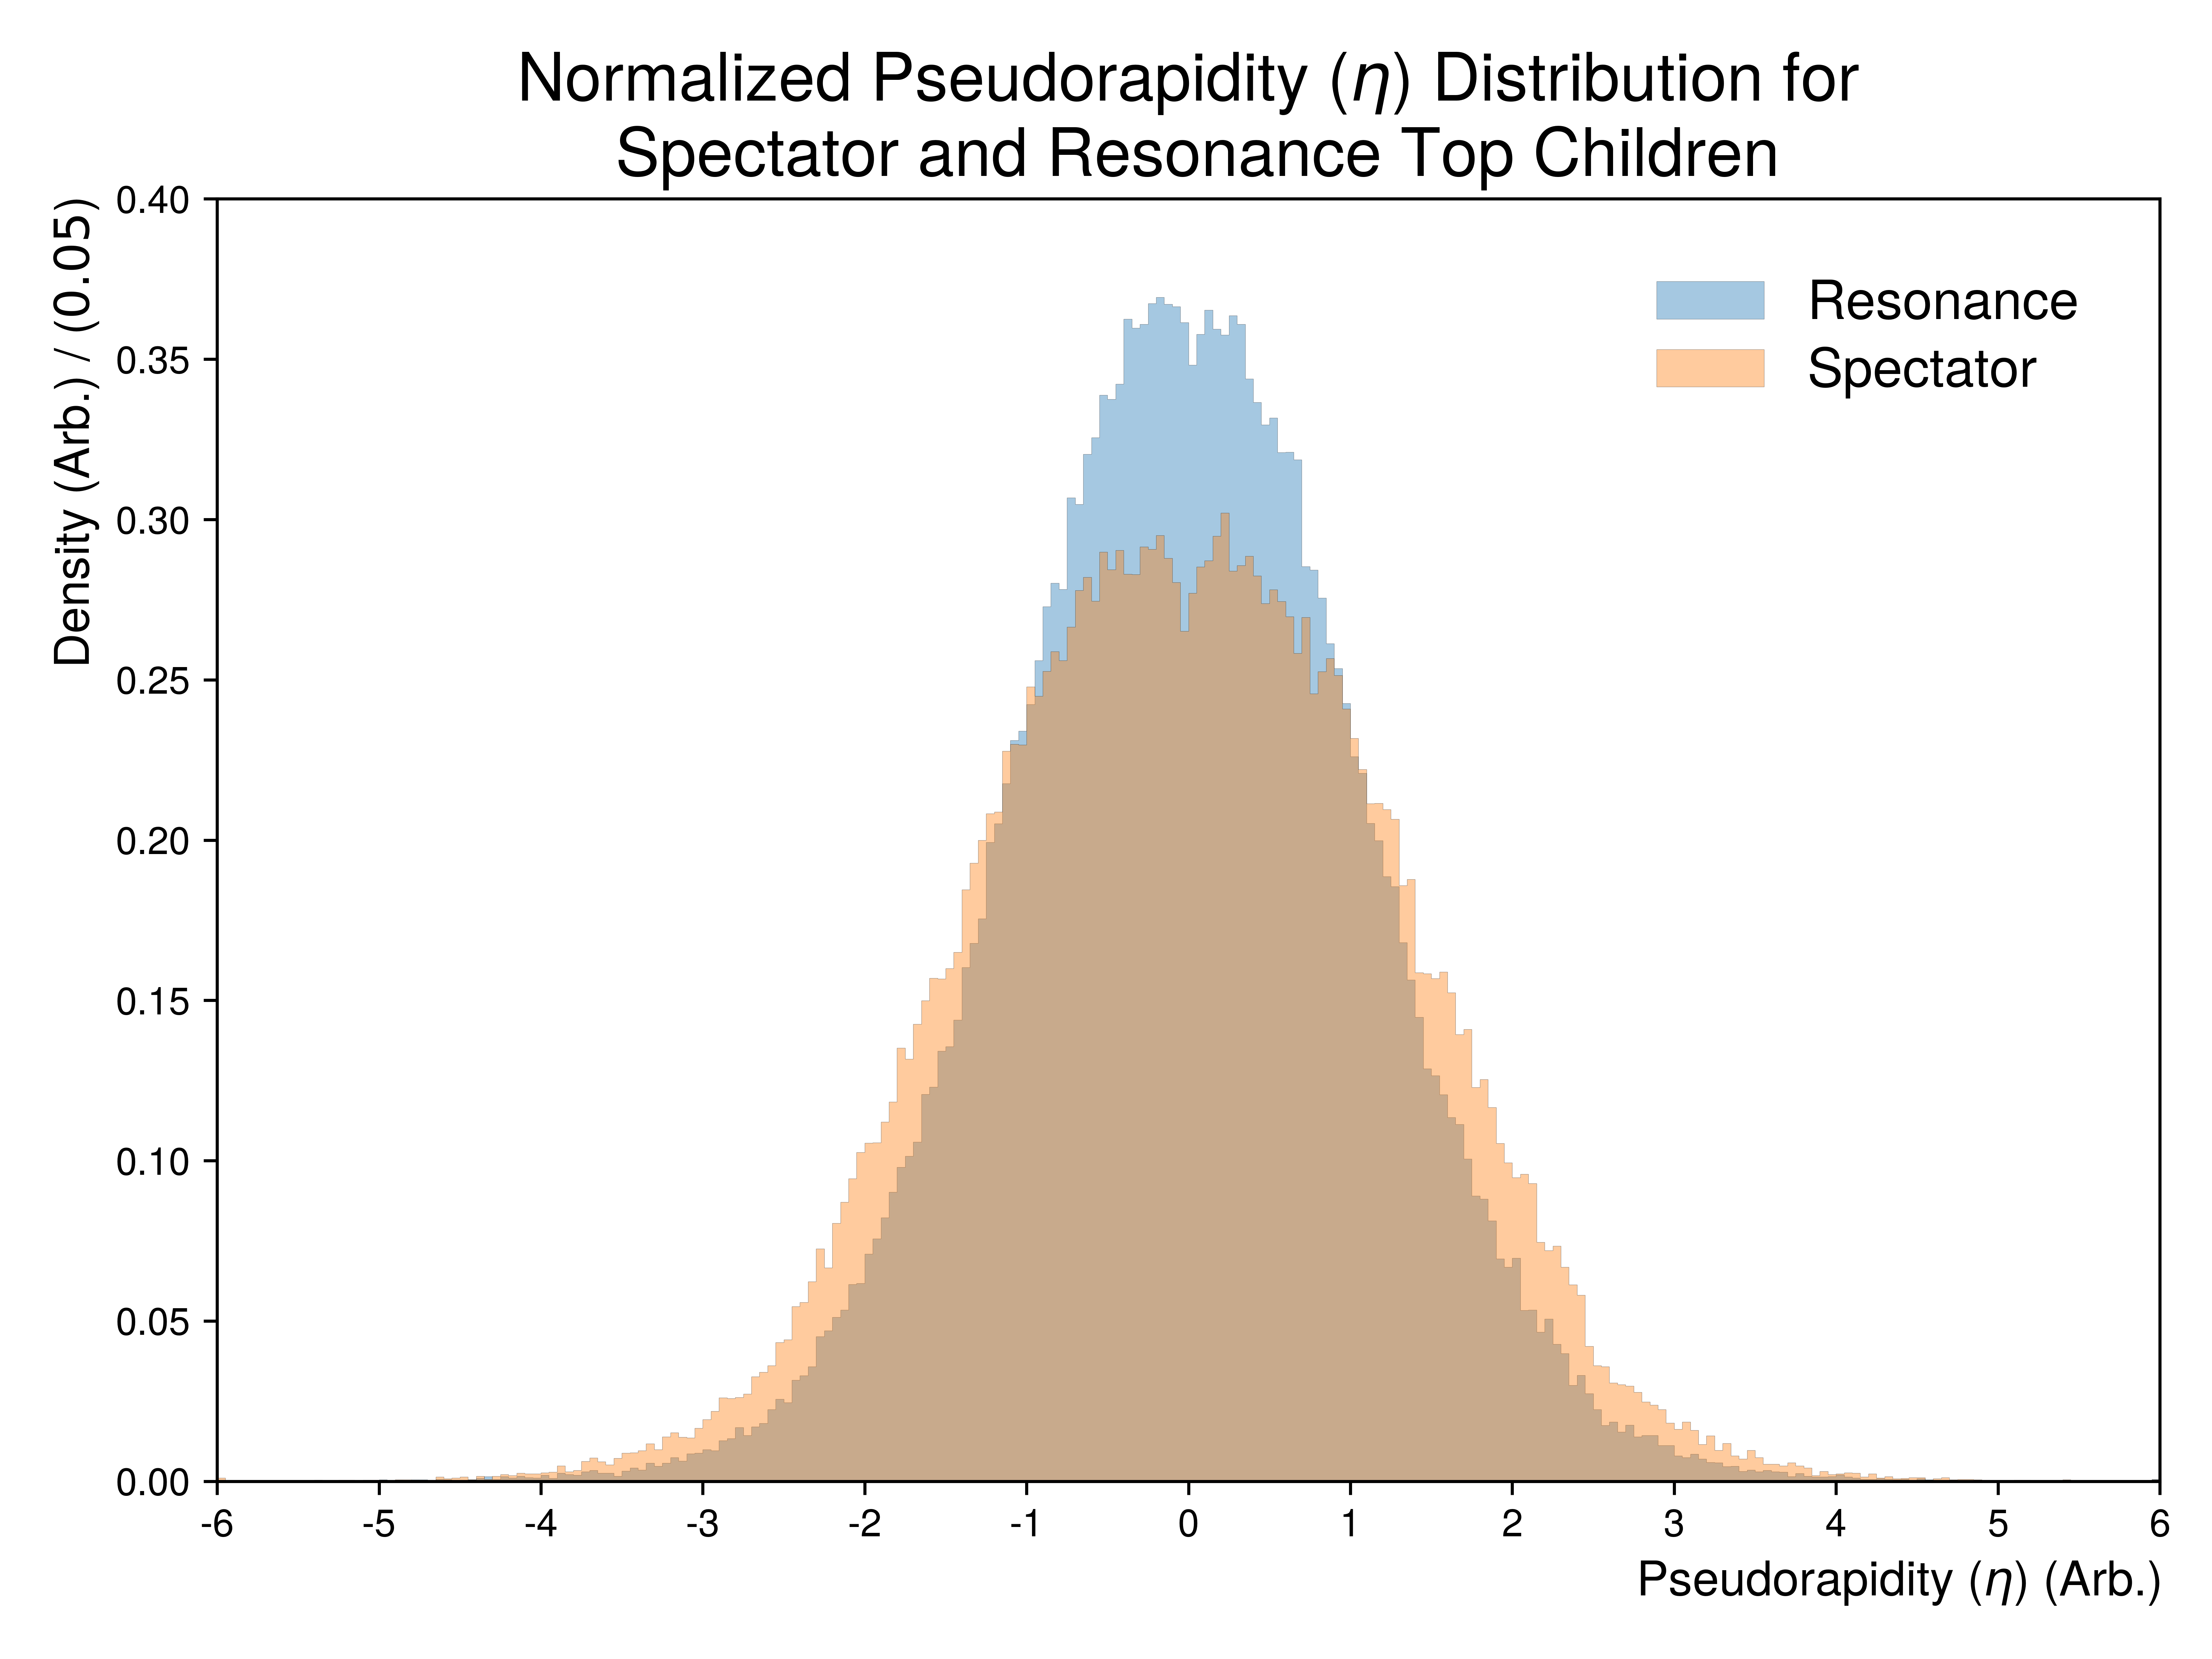 Normalized Pseudorapidity (η) Distribution for
Spectator and Resonance Top Children
Density (Arb.) / (0.05)
0.40
0.35
0.30
0.25
0.20
0.15
0.10
0.05
0.00
Resonance
Spectator
-6 -5 -4 -3 -2 -1 0 1 2 3 4 5 6
Pseudorapidity (η) (Arb.)